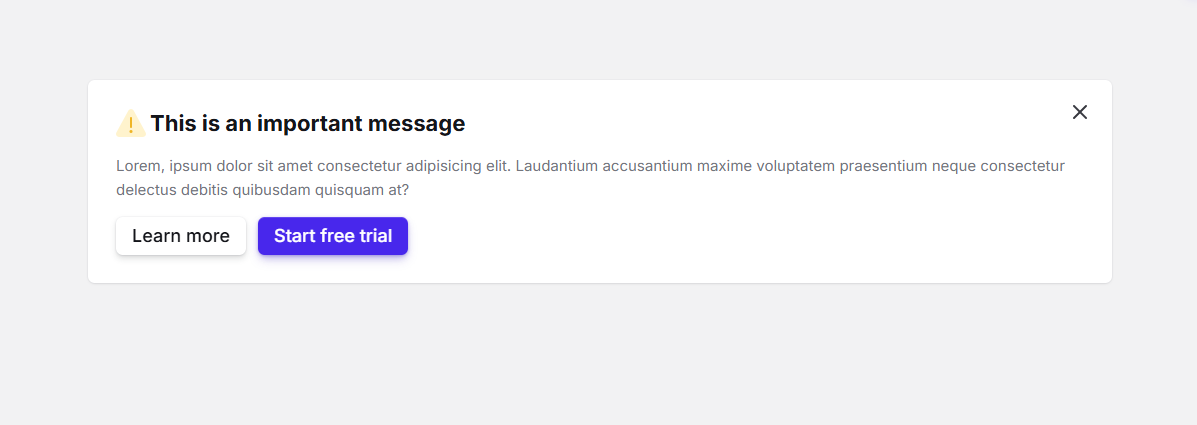 This is an important message
Lorem, ipsum dolor sit amet consectetur adipisicing elit. Laudantium accusantium maxime voluptatem praesentium neque consectetur
delectus debitis quibusdam quisquam at?
Learn more
Start free trial